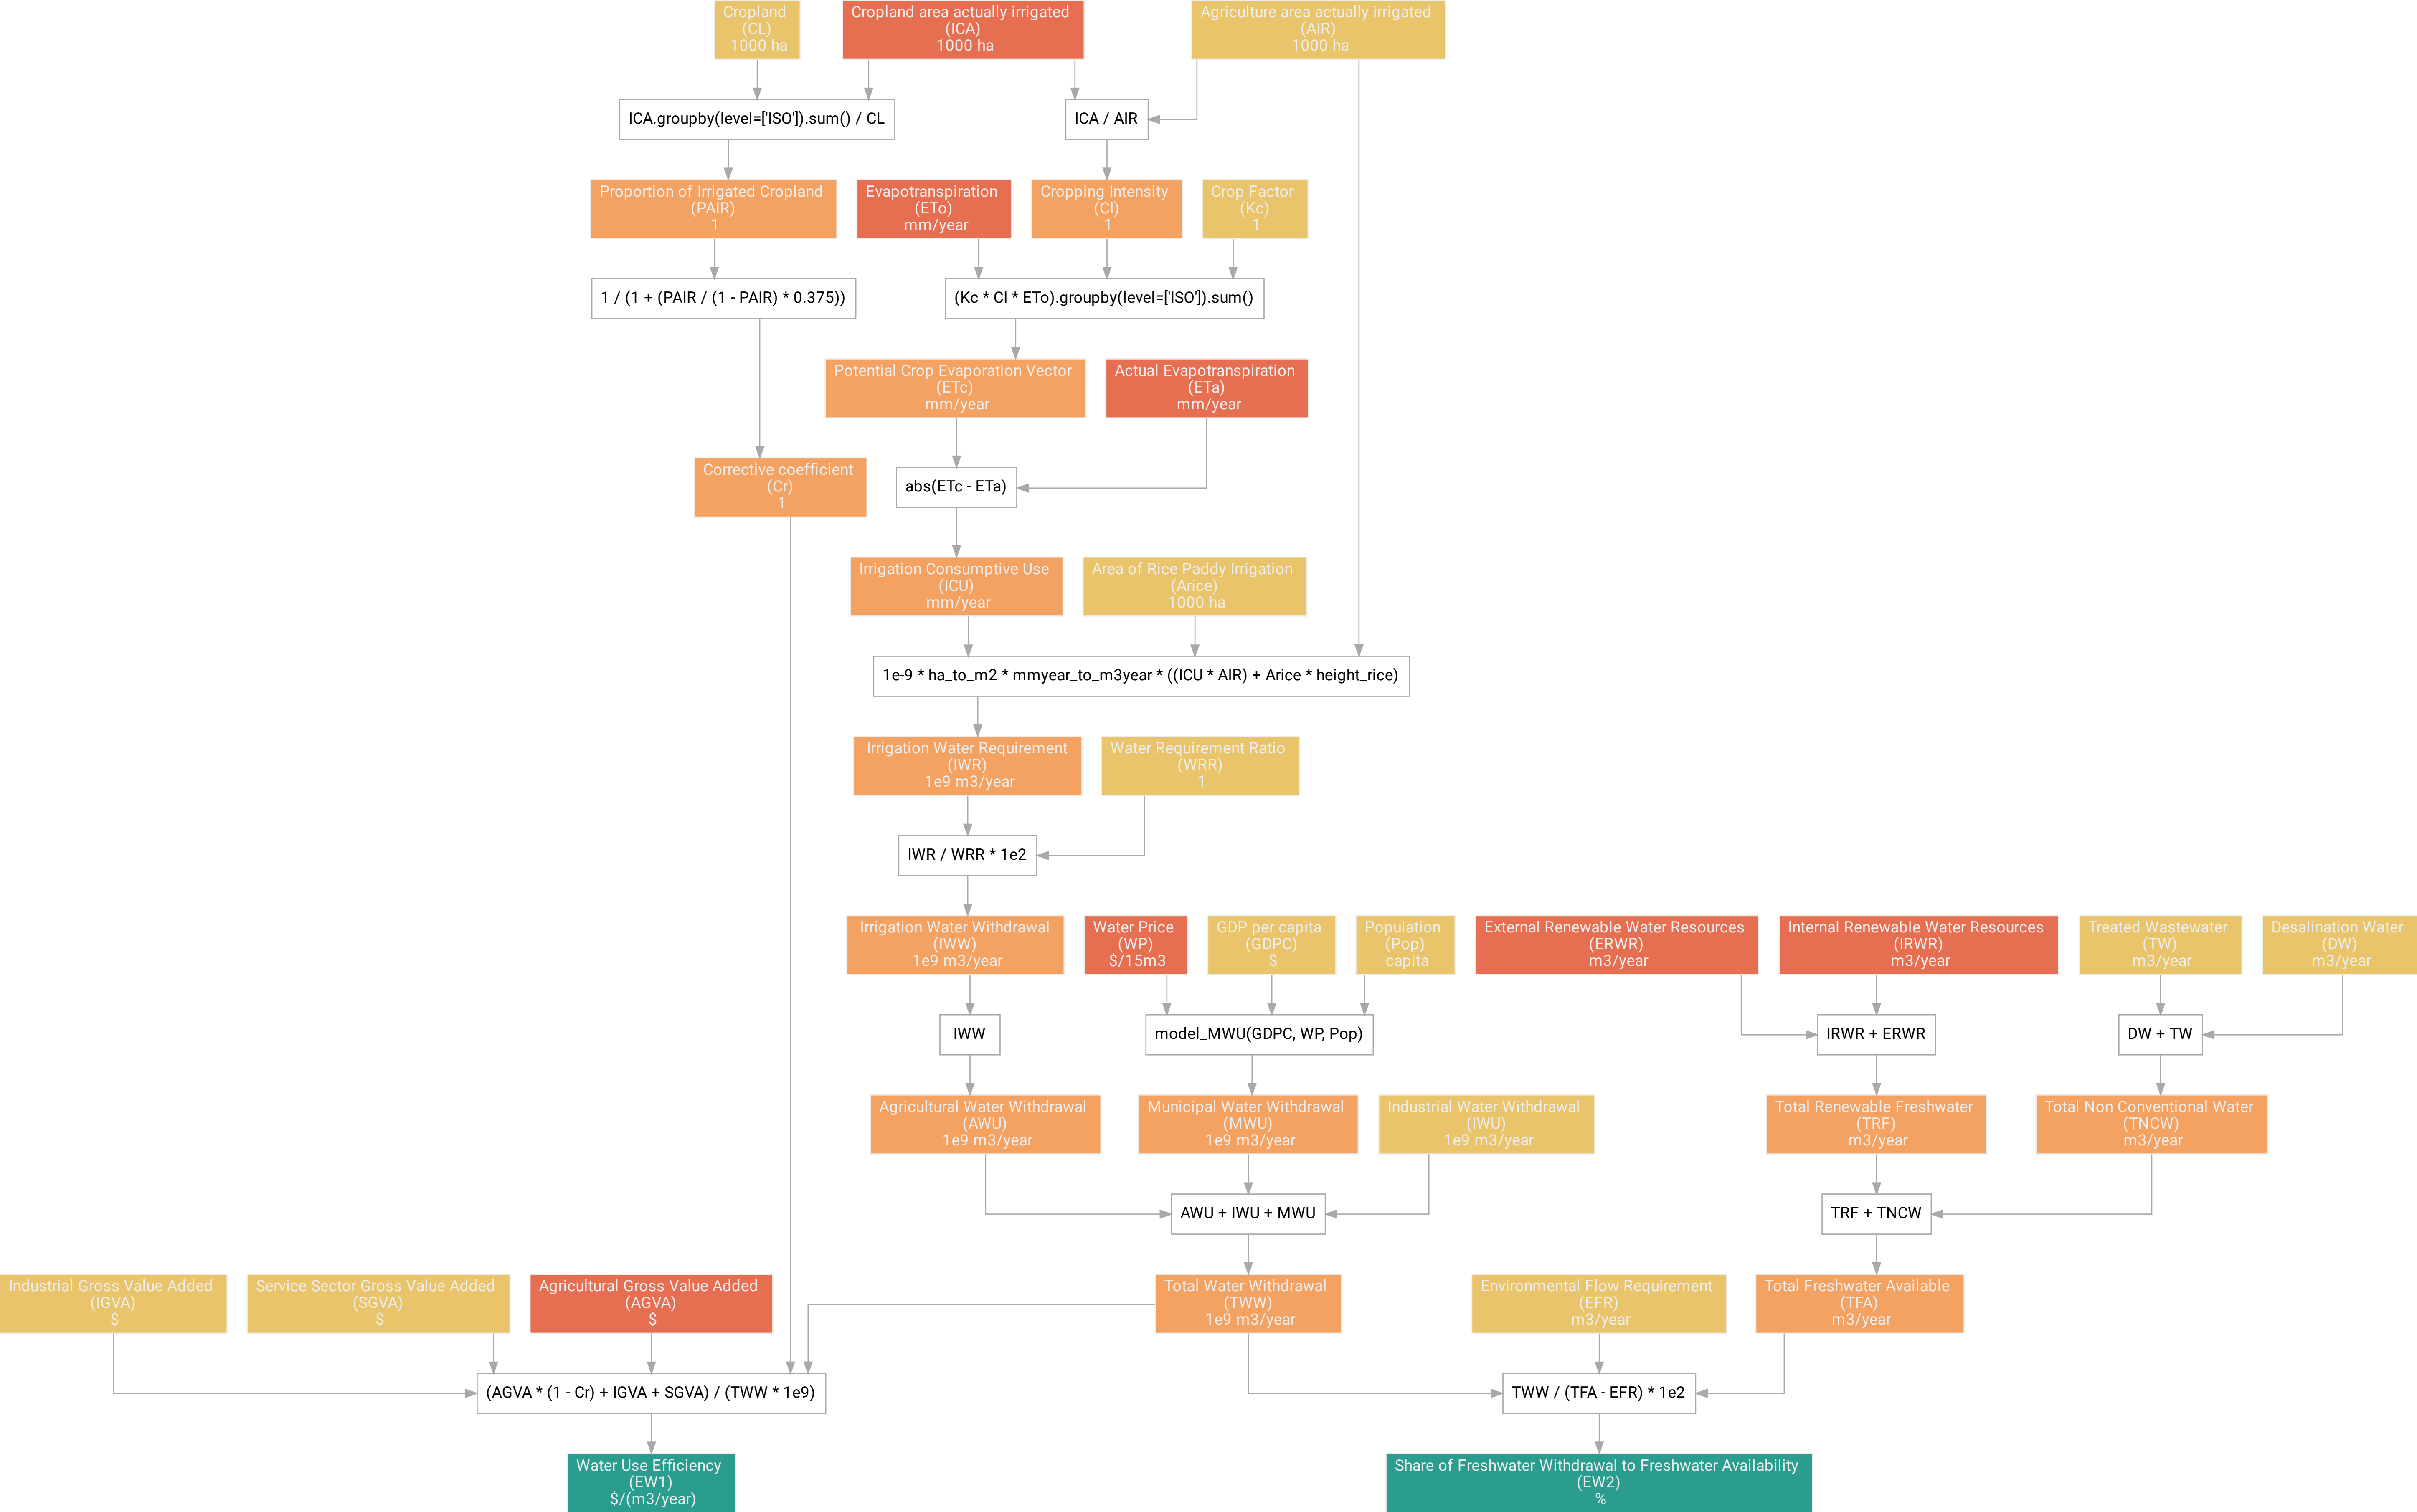 Cropland
(CL)
1000 ha
Cropland area actually irrigated
(ICA)
1000 ha
Agriculture area actually irrigated
(AIR)
1000 ha
ICA.groupby(level=['ISO']).sum() / CL
ICA / AIR
Proportion of Irrigated Cropland
(PAIR)
1
Evapotranspiration
(ETo)
mm/year
Cropping Intensity
(CI)
1
Crop Factor
(Kc)
1
1 / (1 + (PAIR / (1 - PAIR) * 0.375))
(Kc * CI * ETo).groupby(level=['ISO']).sum()
Potential Crop Evaporation Vector
(ETc)
mm/year
Actual Evapotranspiration
(ETa)
mm/year
Corrective coefficient
(Cr)
1
abs(ETc - ETa)
Irrigation Consumptive Use
(ICU)
mm/year
Area of Rice Paddy Irrigation
(Arice)
1000 ha
1e-9 * ha_to_m2 * mmyear_to_m3year * ((ICU * AIR) + Arice * height_rice)
Irrigation Water Requirement
(IWR)
1e9 m3/year
Water Requirement Ratio
(WRR)
1
IWR / WRR * 1e2
Irrigation Water Withdrawal
(IWW)
1e9 m3/year
Water Price
(WP)
$/15m3
GDP per capita
(GDPC)
$
Population
(Pop)
capita
External Renewable Water Resources
(ERWR)
m3/year
Internal Renewable Water Resources
(IRWR)
m3/year
Treated Wastewater
(TW)
m3/year
Desalination Water
(DW)
m3/year
IWW
model_MWU(GDPC, WP, Pop)
IRWR + ERWR
DW + TW
Agricultural Water Withdrawal
(AWU)
1e9 m3/year
Municipal Water Withdrawal
(MWU)
1e9 m3/year
Industrial Water Withdrawal
(IWU)
1e9 m3/year
Total Renewable Freshwater
(TRF)
m3/year
Total Non Conventional Water
(TNCW)
m3/year
AWU + IWU + MWU
TRF + TNCW
Industrial Gross Value Added
(IGVA)
$
Service Sector Gross Value Added
(SGVA)
$
Agricultural Gross Value Added
(AGVA)
$
Total Water Withdrawal
(TWW)
1e9 m3/year
Environmental Flow Requirement
(EFR)
m3/year
Total Freshwater Available
(TFA)
m3/year
(AGVA * (1 - Cr) + IGVA + SGVA) / (TWW * 1e9)
TWW / (TFA - EFR) * 1e2
Water Use Efficiency
(EW1)
$/(m3/year)
Share of Freshwater Withdrawal to Freshwater Availability
(EW2)
%